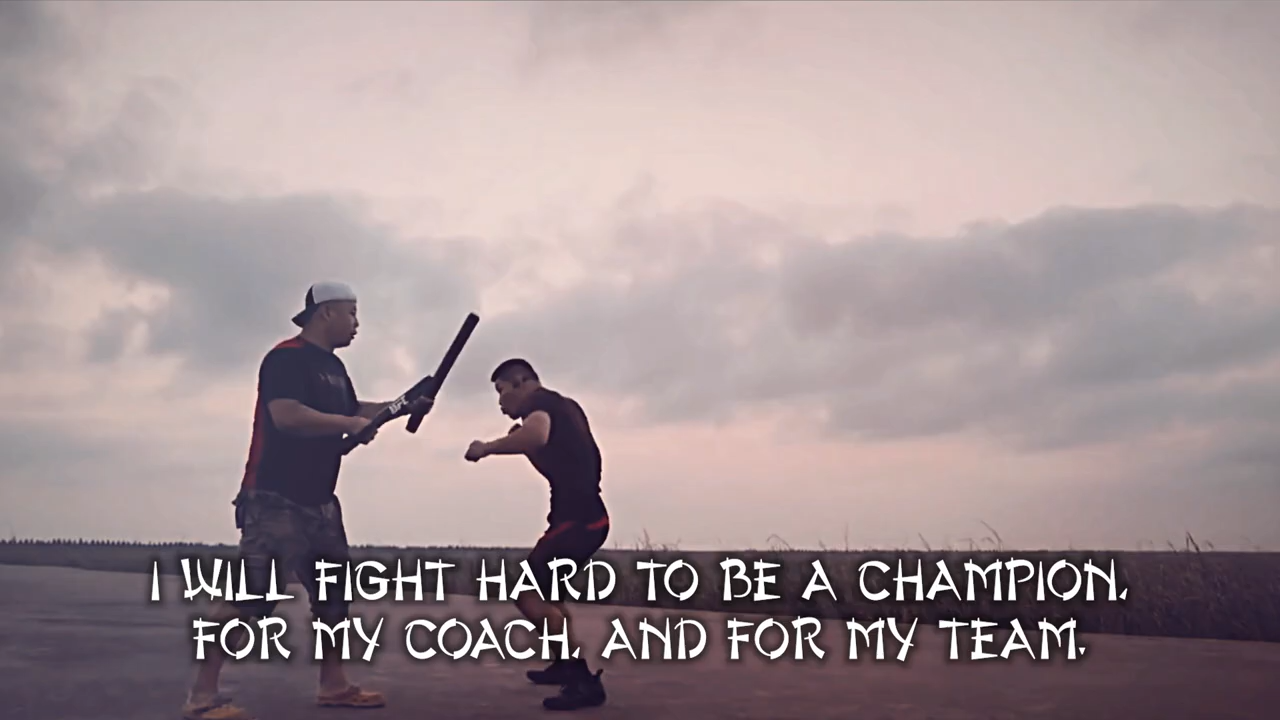 I WILL FIGHT HARD TO BE A CHAMPION,
FOR MY COACH, AND FOR MY TEAM.